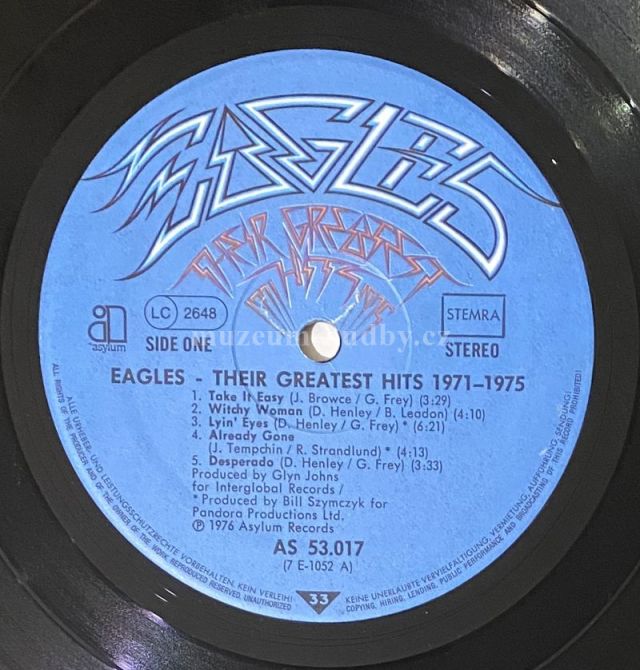 EAGLES
THEIR GREATEST
HITS
asylum
LC 2648
SIDE ONE
STEMRA
STEREO
muzeumhudby.cz
EAGLES - THEIR GREATEST HITS 1971–1975
1. Take It Easy (J. Browce / G. Frey) (3:29)
2. Witchy Woman (D. Henley / B. Leadon) (4:10)
3. Lyin' Eyes (D. Henley / G. Frey) * (6:21)
4. Already Gone
(J. Tempchin / R. Strandlund) * (4:13)
5. Desperado (D. Henley / G. Frey) (3:33)
Produced by Glyn Johns
for Interglobal Records /
* Produced by Bill Szymczyk for
Pandora Productions Ltd.
℗ 1976 Asylum Records
AS 53.017
(7 E-1052 A)
33
ALLE URHEBER- UND LEISTUNGSSCHUTZRECHTE VORBEHALTEN. KEIN VERLEIH!
KEINE UNERLAUBTE VERVIELFÄLTIGUNG, VERMIETUNG, AUFFÜHRUNG, SENDUNG!
ALL RIGHTS OF THE PRODUCER AND OF THE OWNER OF THE WORK REPRODUCED RESERVED. UNAUTHORIZED
COPYING, HIRING, LENDING, PUBLIC PERFORMANCE AND BROADCASTING OF THIS RECORD PROHIBITED!